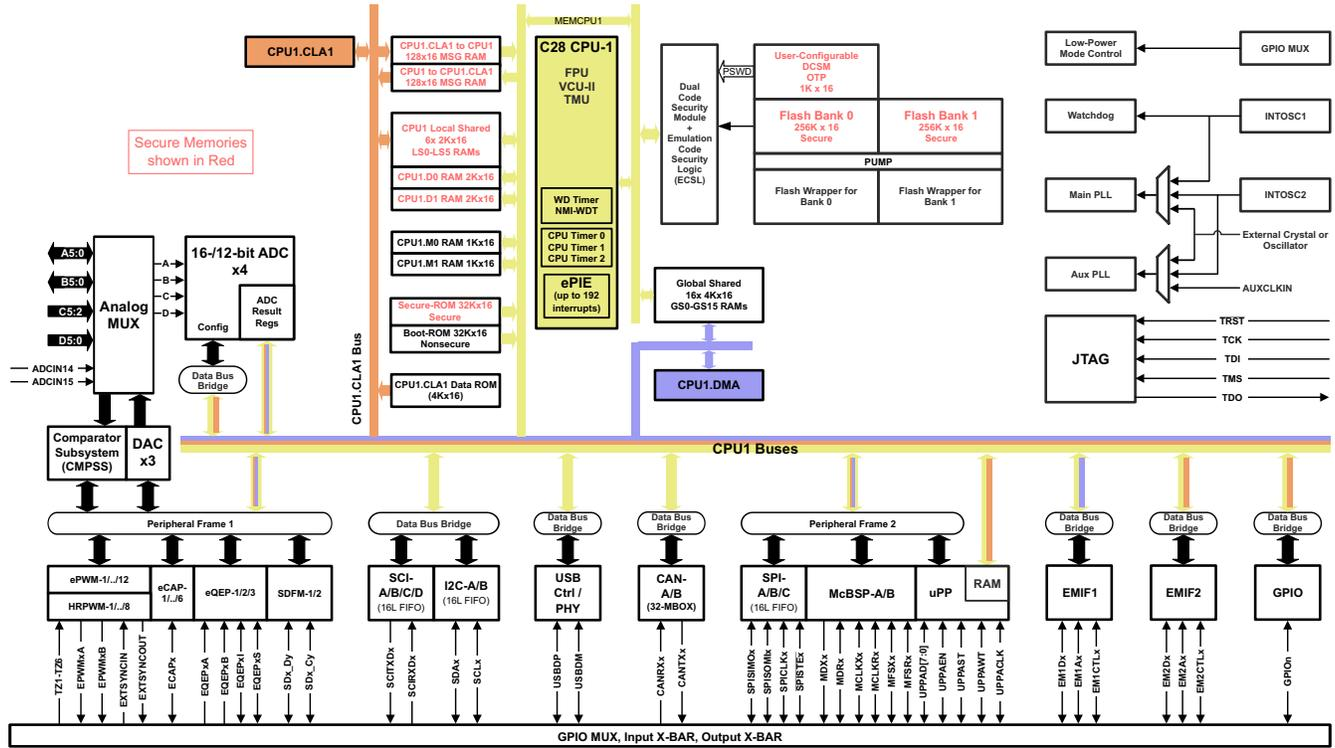 MEMCPU1
CPU1.CLA1
CPU1.CLA1 to CPU1
128x16 MSG RAM
CPU1 to CPU1.CLA1
128x16 MSG RAM
C28 CPU-1
FPU
VCU-II
TMU
WD Timer
NMI-WDT
CPU Timer 0
CPU Timer 1
CPU Timer 2
ePIE
(up to 192
interrupts)
Dual
Code
Security
Module
+
Emulation
Code
Security
Logic
(ECSL)
PSWD
User-Configurable
DCSM
OTP
1K x 16
Flash Bank 0
256K x 16
Secure
Flash Bank 1
256K x 16
Secure
PUMP
Flash Wrapper for
Bank 0
Flash Wrapper for
Bank 1
Low-Power
Mode Control
GPIO MUX
Watchdog
INTOSC1
Main PLL
INTOSC2
External Crystal or
Oscillator
Aux PLL
AUXCLKIN
JTAG
TRST
TCK
TDI
TMS
TDO
Secure Memories
shown in Red
CPU1 Local Shared
6x 2Kx16
LS0-LS5 RAMs
CPU1.D0 RAM 2Kx16
CPU1.D1 RAM 2Kx16
CPU1.M0 RAM 1Kx16
CPU1.M1 RAM 1Kx16
Secure-ROM 32Kx16
Secure
Boot-ROM 32Kx16
Nonsecure
CPU1.CLA1 Data ROM
(4Kx16)
CPU1.CLA1 Bus
Global Shared
16x 4Kx16
GS0-GS15 RAMs
CPU1.DMA
A5:0
B5:0
C5:2
D5:0
ADCIN14
ADCIN15
Analog
MUX
A
B
C
D
16-/12-bit ADC
x4
ADC
Result
Regs
Config
Data Bus
Bridge
Comparator
Subsystem
(CMPSS)
DAC
x3
CPU1 Buses
Peripheral Frame 1
Data Bus Bridge
Data Bus
Bridge
Data Bus
Bridge
Peripheral Frame 2
Data Bus
Bridge
Data Bus
Bridge
Data Bus
Bridge
ePWM-1/../12
HRPWM-1/../8
eCAP-
1/../6
eQEP-1/2/3
SDFM-1/2
SCI-
A/B/C/D
(16L FIFO)
I2C-A/B
(16L FIFO)
USB
Ctrl /
PHY
CAN-
A/B
(32-MBOX)
SPI-
A/B/C
(16L FIFO)
McBSP-A/B
uPP
RAM
EMIF1
EMIF2
GPIO
TZ1-TZ6
EPWMxA
EPWMxB
EXTSYNCIN
EXTSYNCOUT
ECAPx
EQEPxA
EQEPxB
EQEPxI
EQEPxS
SDx_Dy
SDx_Cy
SCITXDx
SCIRXDx
SDAx
SCLx
USBDP
USBDM
CANRXx
CANTXx
SPISIMOx
SPISOMIx
SPICLKx
SPISTEx
MDXx
MDRx
MCLKXx
MCLKRx
MFSXx
MFSRx
UPPAD[7:0]
UPPAEN
UPPAST
UPPAWT
UPPACLK
EM1Dx
EM1Ax
EM1CTLx
EM2Dx
EM2Ax
EM2CTLx
GPIOn
GPIO MUX, Input X-BAR, Output X-BAR